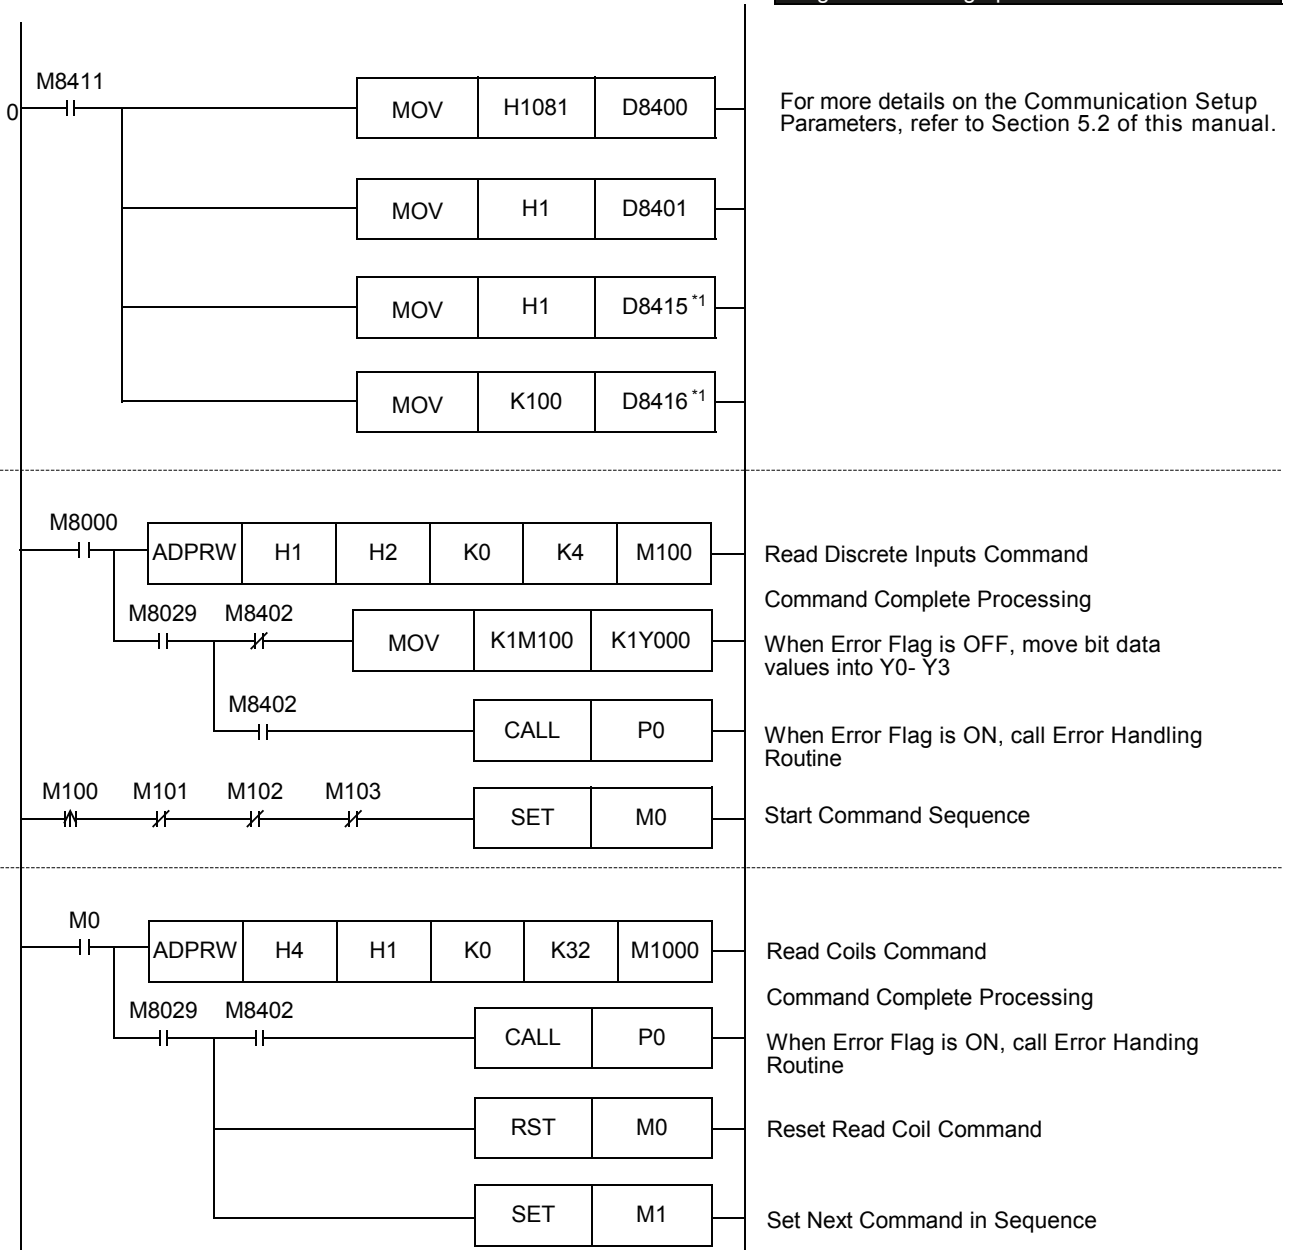 M8411
0
MOV H1081 D8400
For more details on the Communication Setup
Parameters, refer to Section 5.2 of this manual.
MOV H1 D8401
MOV H1 D8415 *1
MOV K100 D8416 *1
M8000
ADPRW H1 H2 K0 K4 M100
Read Discrete Inputs Command
Command Complete Processing
M8029 M8402
MOV K1M100 K1Y000
When Error Flag is OFF, move bit data
values into Y0- Y3
M8402
CALL P0
When Error Flag is ON, call Error Handling
Routine
M100 M101 M102 M103
SET M0
Start Command Sequence
M0
ADPRW H4 H1 K0 K32 M1000
Read Coils Command
Command Complete Processing
M8029 M8402
CALL P0
When Error Flag is ON, call Error Handing
Routine
RST M0
Reset Read Coil Command
SET M1
Set Next Command in Sequence